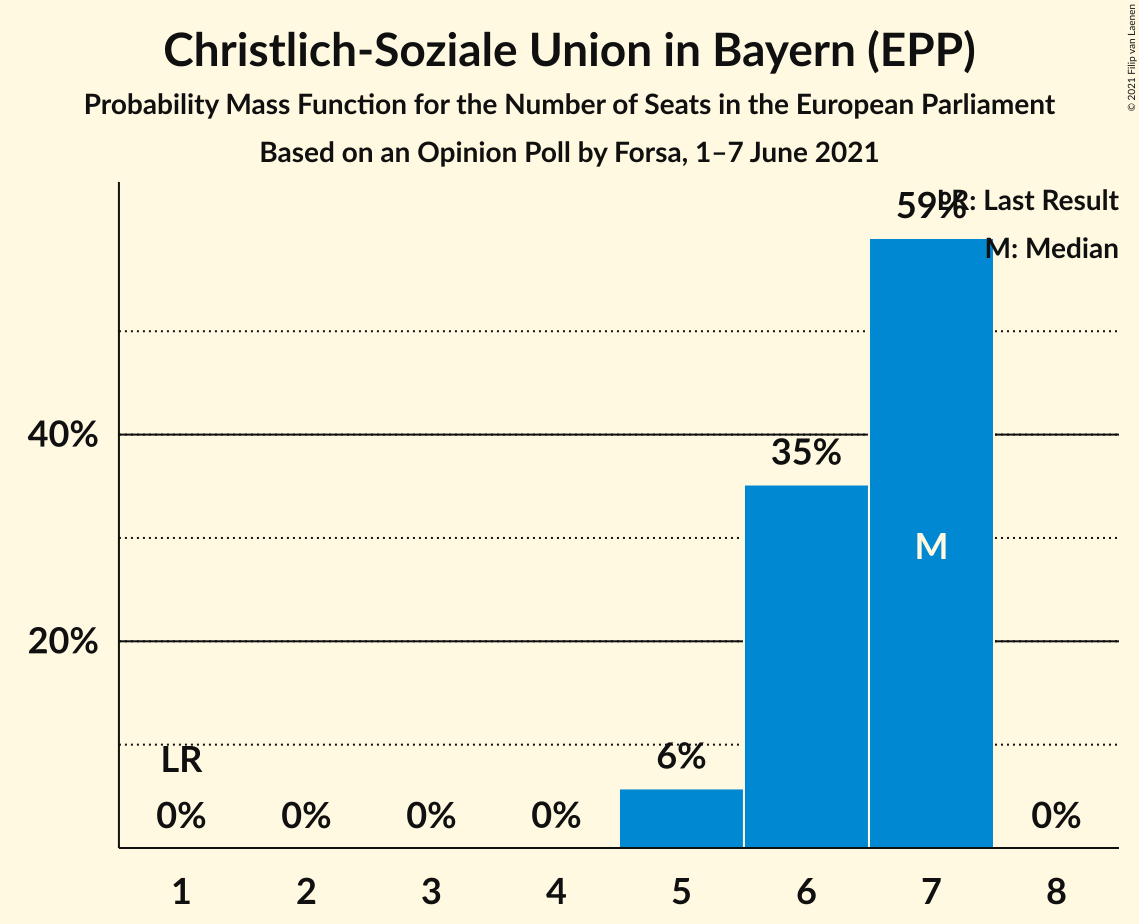 Christlich-Soziale Union in Bayern (EPP)
Probability Mass Function for the Number of Seats in the European Parliament
Based on an Opinion Poll by Forsa, 1–7 June 2021
© 2021 Filip van Laenen
LR: Last Result
M: Median
59%
40%
35%
M
20%
6%
LR
0% 0% 0% 0% 0%
1 2 3 4 5 6 7 8